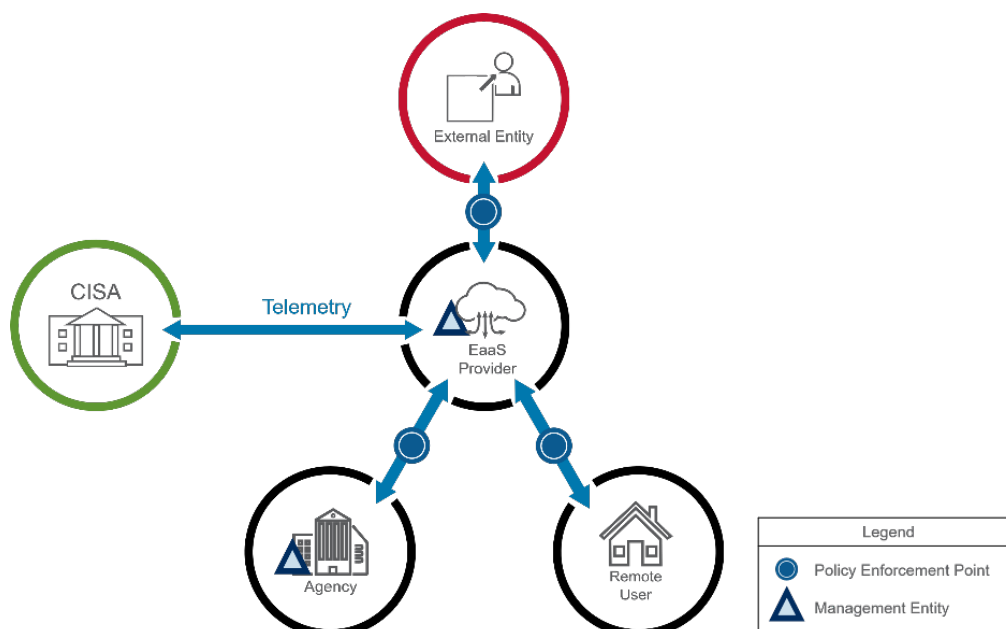 External Entity
CISA
Telemetry
EaaS
Provider
Agency
Remote
User
Legend
Policy Enforcement Point
Management Entity